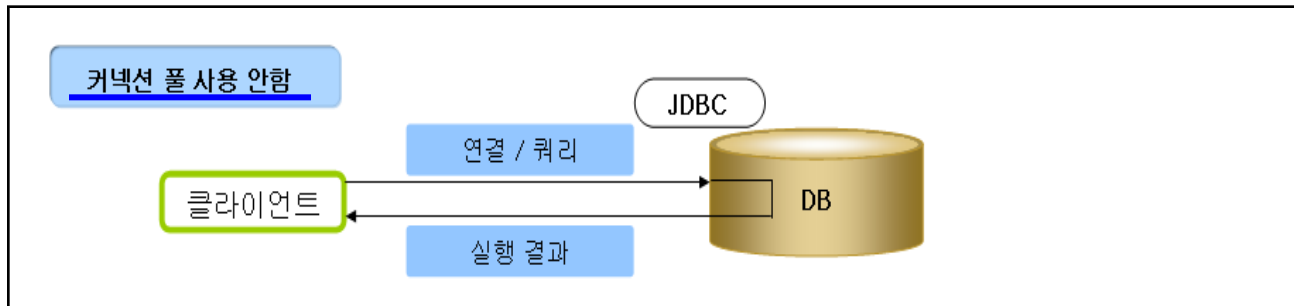 커넥션 풀 사용 안함
JDBC
연결 / 쿼리
클라이언트
DB
실행 결과